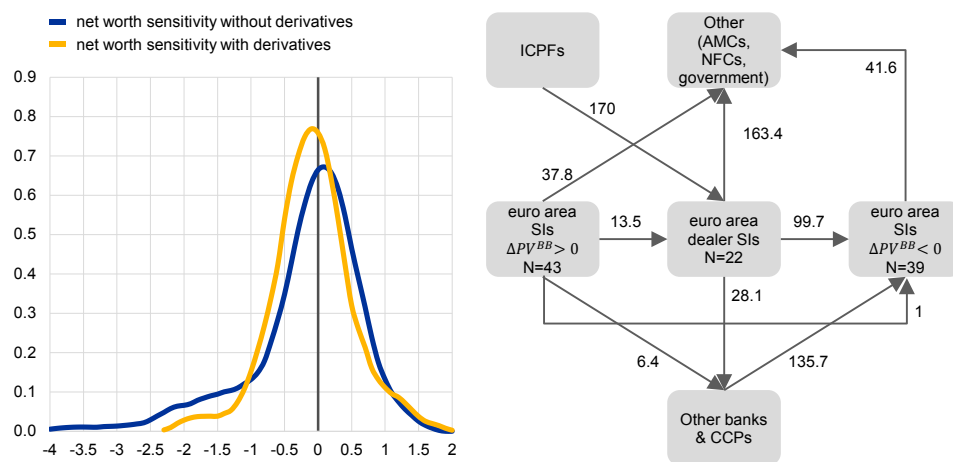 net worth sensitivity without derivatives
net worth sensitivity with derivatives
0.9
0.8
0.7
0.6
0.5
0.4
0.3
0.2
0.1
0.0
-4 -3.5 -3 -2.5 -2 -1.5 -1 -0.5 0 0.5 1 1.5 2
ICPFs
Other
(AMCs,
NFCs,
government)
41.6
170
163.4
37.8
euro area
SIs
ΔPV^BB > 0
N=43
13.5
euro area
dealer SIs
N=22
99.7
euro area
SIs
ΔPV^BB < 0
N=39
28.1
1
6.4
135.7
Other banks
& CCPs